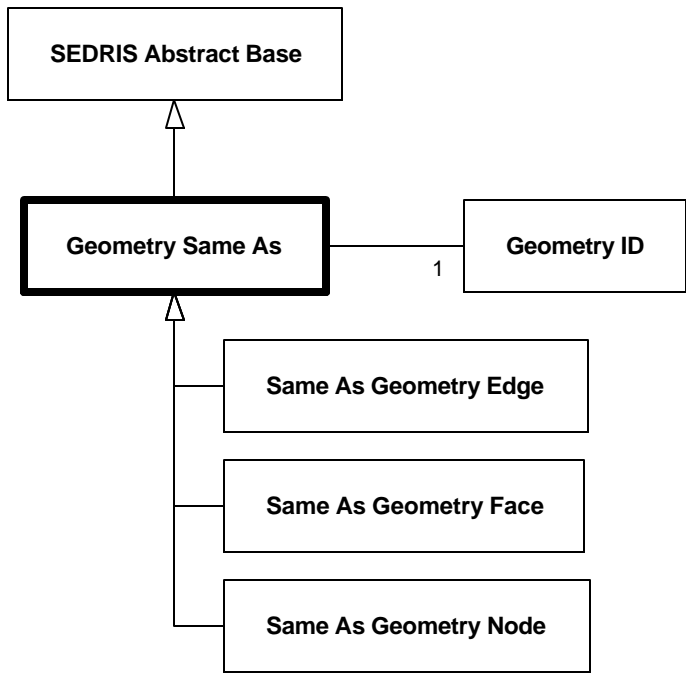 SEDRIS Abstract Base
Geometry Same As
Geometry ID
1
Same As Geometry Edge
Same As Geometry Face
Same As Geometry Node